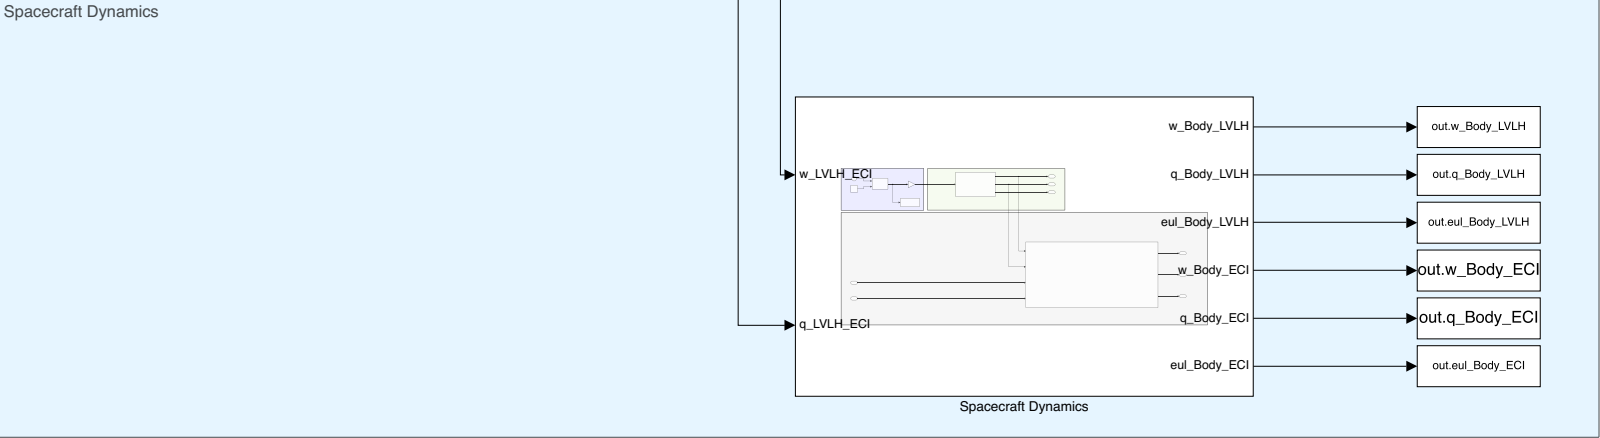 Spacecraft Dynamics
w_LVLH_ECI
q_LVLH_ECI
w_Body_LVLH
q_Body_LVLH
eul_Body_LVLH
w_Body_ECI
q_Body_ECI
eul_Body_ECI
out.w_Body_LVLH
out.q_Body_LVLH
out.eul_Body_LVLH
out.w_Body_ECI
out.q_Body_ECI
out.eul_Body_ECI
Spacecraft Dynamics